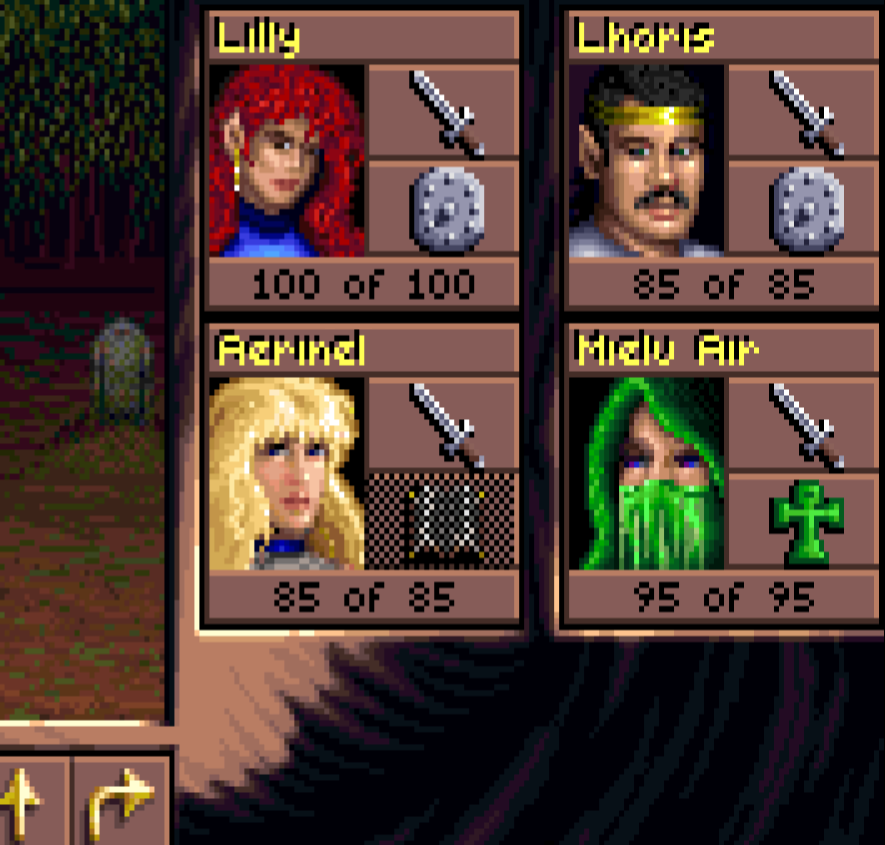 Lilly
Lhoris
100 of 100
85 of 85
Aerinel
Mielu Air
85 of 85
95 of 95